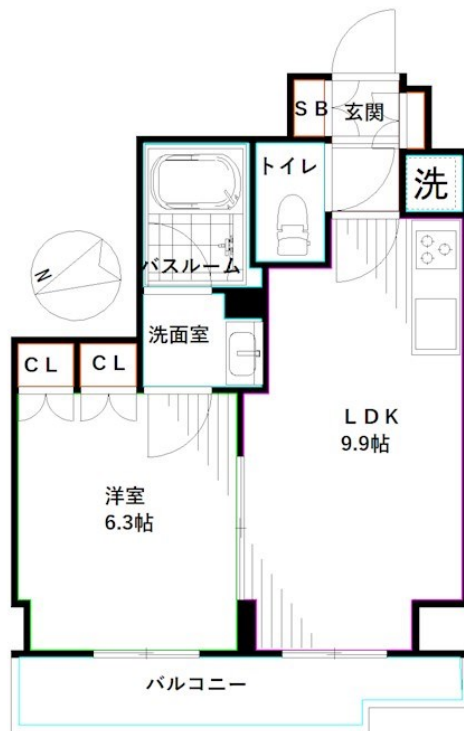 ＳＢ
玄関
トイレ
洗
バスルーム
N
洗面室
ＣＬ
ＣＬ
ＬＤＫ
9.9帖
洋室
6.3帖
バルコニー